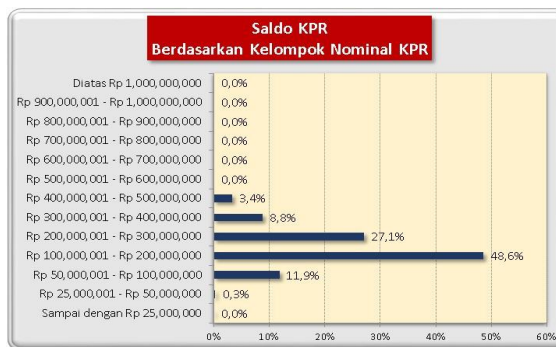 Saldo KPR
Berdasarkan Kelompok Nominal KPR
Diatas Rp 1,000,000,000 0,0%
Rp 900,000,001 - Rp 1,000,000,000 0,0%
Rp 800,000,001 - Rp 900,000,000 0,0%
Rp 700,000,001 - Rp 800,000,000 0,0%
Rp 600,000,001 - Rp 700,000,000 0,0%
Rp 500,000,001 - Rp 600,000,000 0,0%
Rp 400,000,001 - Rp 500,000,000 3,4%
Rp 300,000,001 - Rp 400,000,000 8,8%
Rp 200,000,001 - Rp 300,000,000 27,1%
Rp 100,000,001 - Rp 200,000,000 48,6%
Rp 50,000,001 - Rp 100,000,000 11,9%
Rp 25,000,001 - Rp 50,000,000 0,3%
Sampai dengan Rp 25,000,000 0,0%
0% 10% 20% 30% 40% 50% 60%